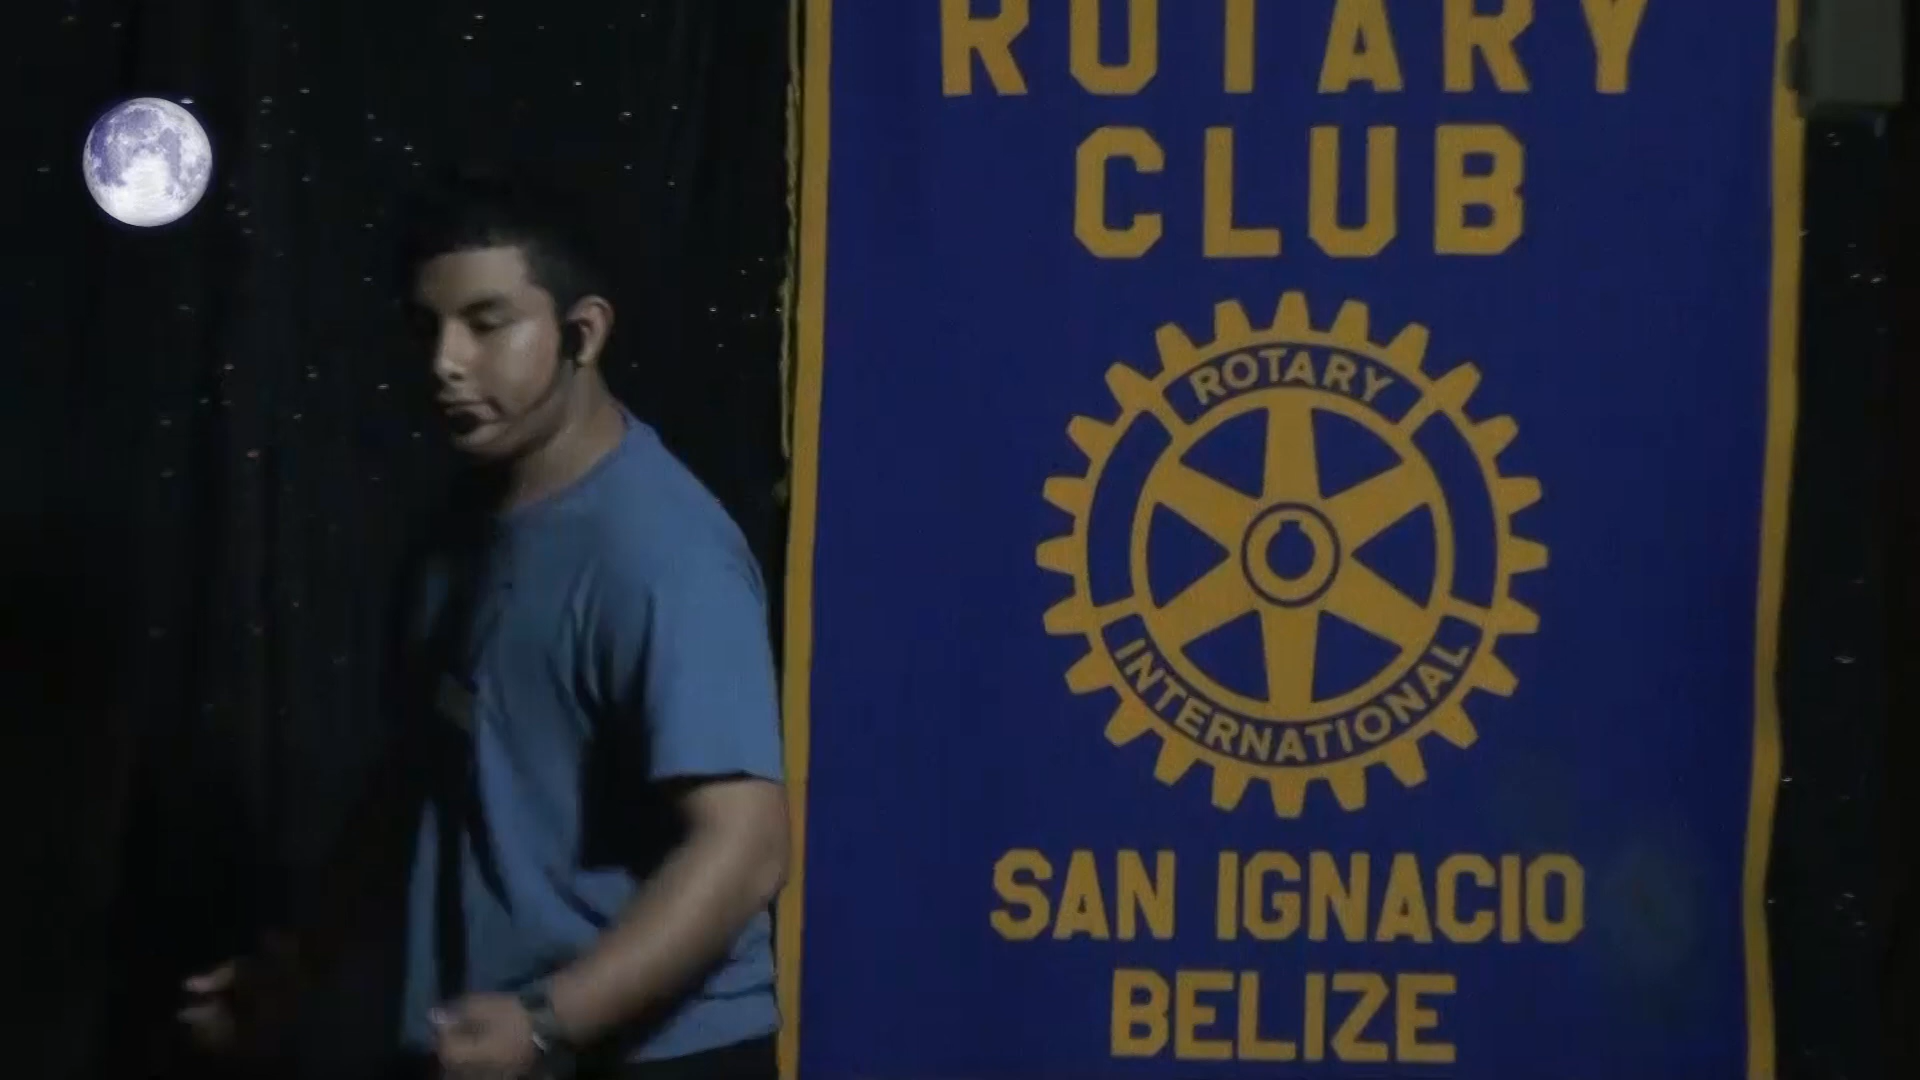 ROTARY
CLUB
ROTARY
INTERNATIONAL
SAN IGNACIO
BELIZE